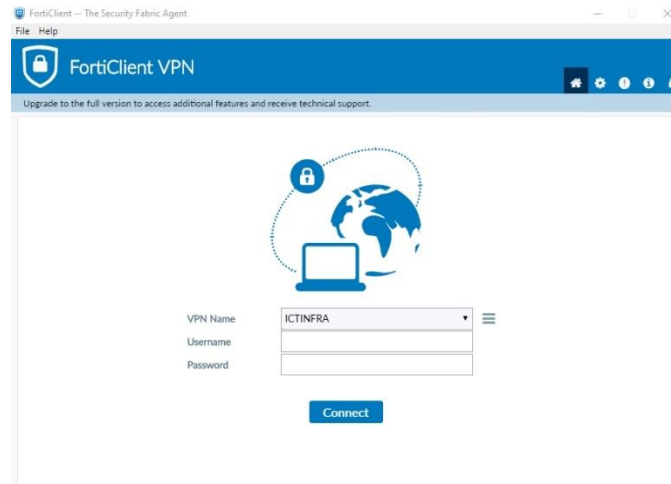 FortiClient -- The Security Fabric Agent
File Help
FortiClient VPN
Upgrade to the full version to access additional features and receive technical support.
VPN Name ICTINFRA
Username
Password
Connect